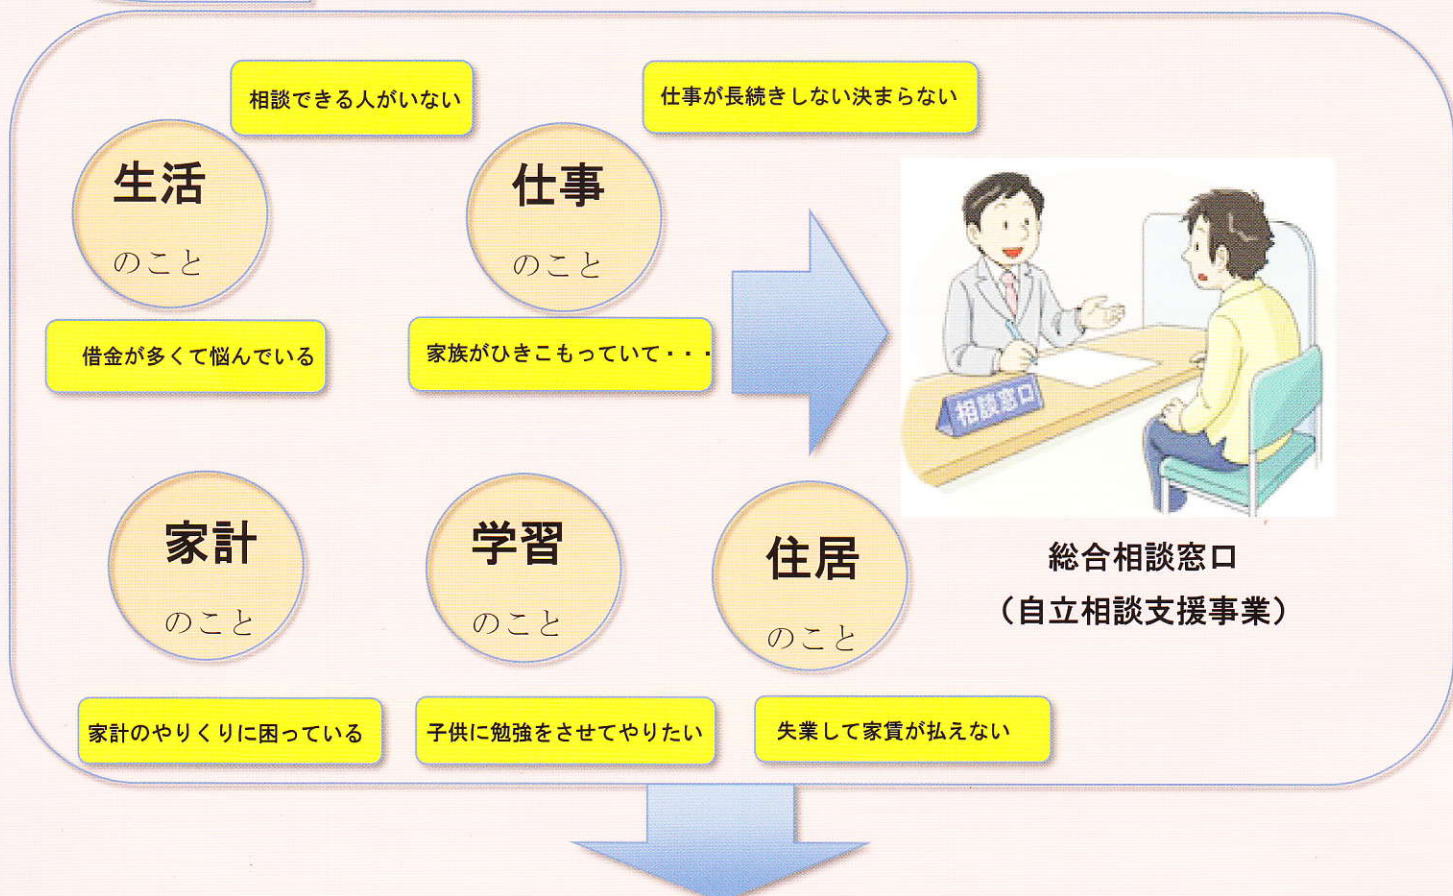 相談できる人がいない
仕事が長続きしない決まらない
生活
のこと
仕事
のこと
借金が多くて悩んでいる
家族がひきこもっていて・・・
相談窓口
家計
のこと
学習
のこと
住居
のこと
総合相談窓口
（自立相談支援事業）
家計のやりくりに困っている
子供に勉強をさせてやりたい
失業して家賃が払えない